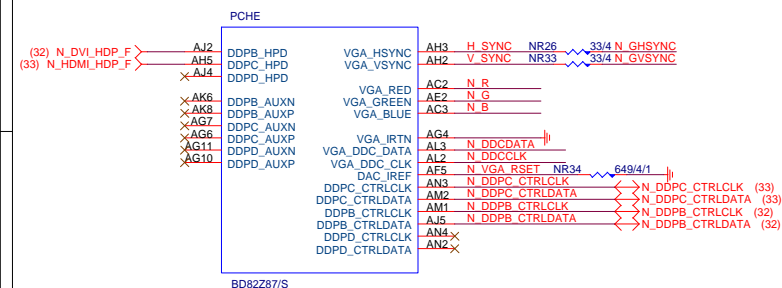 PCHE
(32) N_DVI_HDP_F AJ2 DDPB_HPD VGA_HSYNC AH3 H_SYNC NR26 33/4 N_GHSYNC
(33) N_HDMI_HDP_F AH5 DDPC_HPD VGA_VSYNC AH2 V_SYNC NR33 33/4 N_GVSYNC
AJ4 DDPD_HPD
VGA_RED AC2 N_R
AK6 DDPB_AUXN VGA_GREEN AE2 N_G
AK8 DDPB_AUXP VGA_BLUE AC3 N_B
AG7 DDPC_AUXN
AG6 DDPC_AUXP VGA_IRTN AG4
AG11 DDPD_AUXN VGA_DDC_DATA AL3 N_DDCDATA
AG10 DDPD_AUXP VGA_DDC_CLK AL2 N_DDCCLK
DAC_IREF AF5 N_VGA_RSET NR34 649/4/1
DDPC_CTRLCLK AN3 N_DDPC_CTRLCLK N_DDPC_CTRLCLK (33)
DDPC_CTRLDATA AM2 N_DDPC_CTRLDATA N_DDPC_CTRLDATA (33)
DDPB_CTRLCLK AM1 N_DDPB_CTRLCLK N_DDPB_CTRLCLK (32)
DDPB_CTRLDATA AJ5 N_DDPB_CTRLDATA N_DDPB_CTRLDATA (32)
DDPD_CTRLCLK AN4
DDPD_CTRLDATA AN2
BD82Z87/S